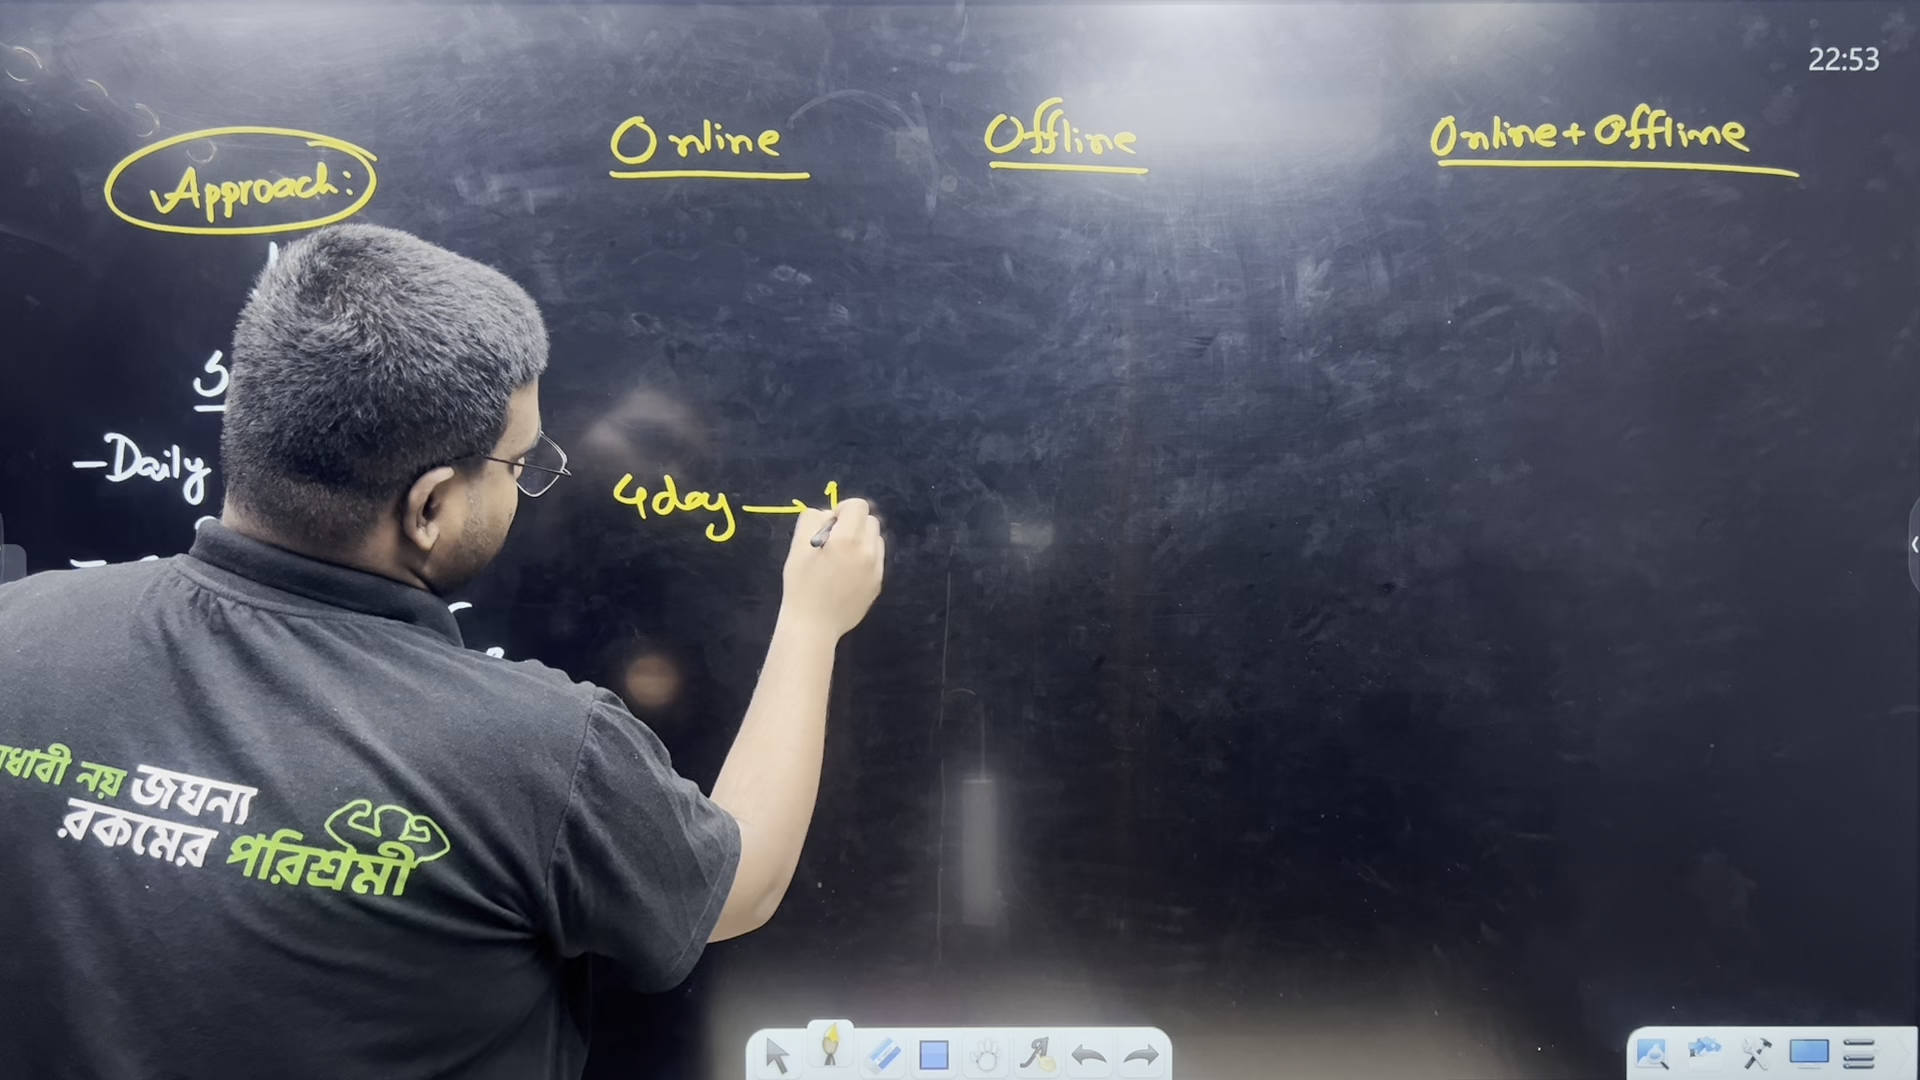 22:53
Approach:
Online
Offline
Online + Offline
- Daily
4day → 1
নয় জঘন্য
রকমের পরিশ্রমী